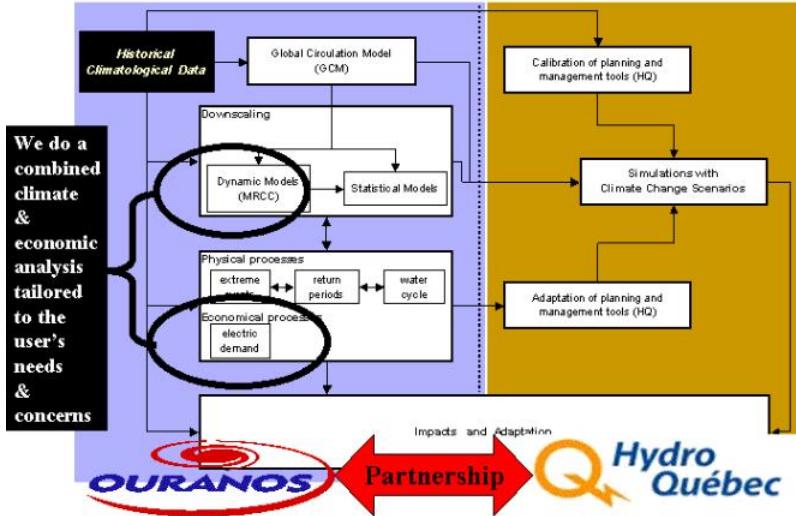 Historical
Climatological Data
Global Circulation Model
(GCM)
Calibration of planning and
management tools (HQ)
Downscaling
We do a
combined
climate
&
economic
analysis
tailored
to the
user's
needs
&
concerns
Dynamic Models
(MRCC)
Statistical Models
Simulations with
Climate Change Scenarios
Physical processes
extreme
return
periods
water
cycle
Economical processes
electric
demand
Adaptation of planning and
management tools (HQ)
Impacts and Adaptation
OURANOS
Partnership
Hydro
Québec